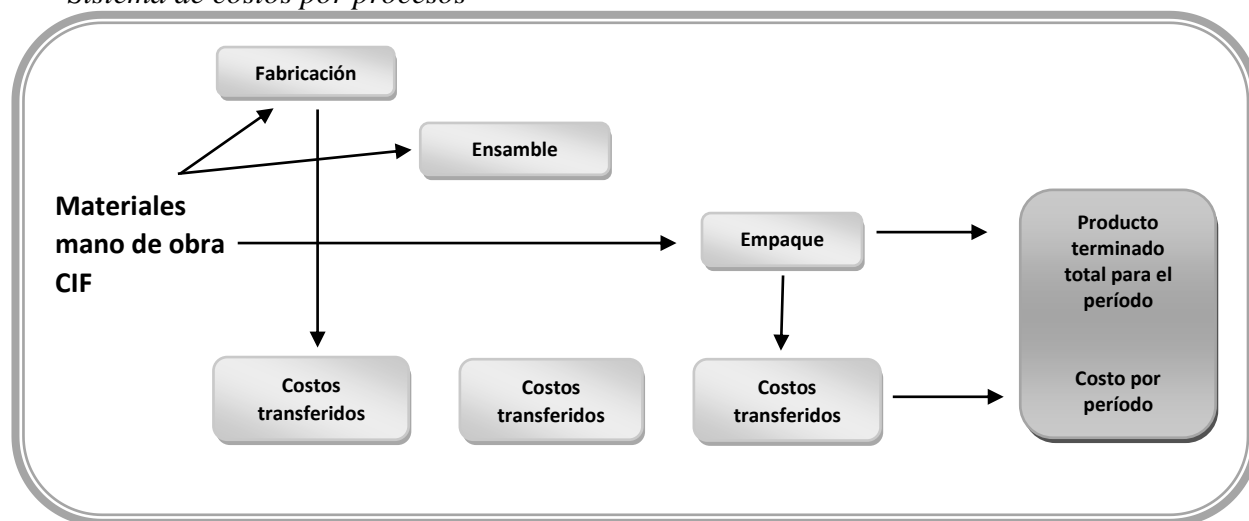 Sistema de costos por procesos
Fabricación
Ensamble
Materiales
mano de obra
CIF
Empaque
Producto
terminado
total para el
período
Costos
transferidos
Costos
transferidos
Costos
transferidos
Costo por
período